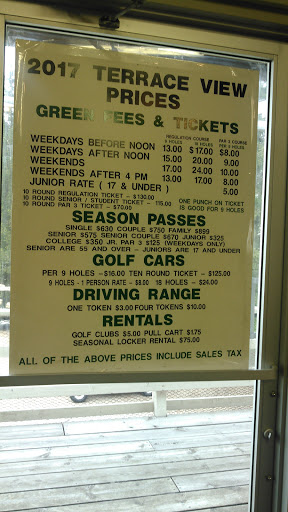 2017 TERRACE VIEW
PRICES
GREEN FEES & TICKETS
REGULATION COURSE PAR 3 COURSE
9 HOLES 18 HOLES PAR 3 HOLES
WEEKDAYS BEFORE NOON 13.00 $17.00 $8.00
WEEKDAYS AFTER NOON 15.00 20.00 9.00
WEEKENDS 17.00 24.00 10.00
WEEKENDS AFTER 4 PM 13.00 17.00 8.00
JUNIOR RATE ( 17 & UNDER ) 5.00
10 ROUND REGULATION TICKET - $130.00
10 ROUND SENIOR / STUDENT TICKET - 115.00
10 ROUND PAR 3 TICKET - $70.00
ONE PUNCH ON TICKET
IS GOOD FOR 9 HOLES
SEASON PASSES
SINGLE $630 COUPLE $750 FAMILY $899
SENIOR $575 SENIOR COUPLE $670 JUNIOR $325
COLLEGE $350 JR. PAR 3 $125 (WEEKDAYS ONLY)
SENIOR ARE 55 AND OVER - JUNIORS ARE 17 AND UNDER
GOLF CARS
PER 9 HOLES -$16.00 TEN ROUND TICKET - $125.00
9 HOLES - 1 PERSON RATE - $8.00 18 HOLES - $24.00
DRIVING RANGE
ONE TOKEN $3.00 FOUR TOKENS $10.00
RENTALS
GOLF CLUBS $5.00 PULL CART $1.75
SEASONAL LOCKER RENTAL $75.00
ALL OF THE ABOVE PRICES INCLUDE SALES TAX